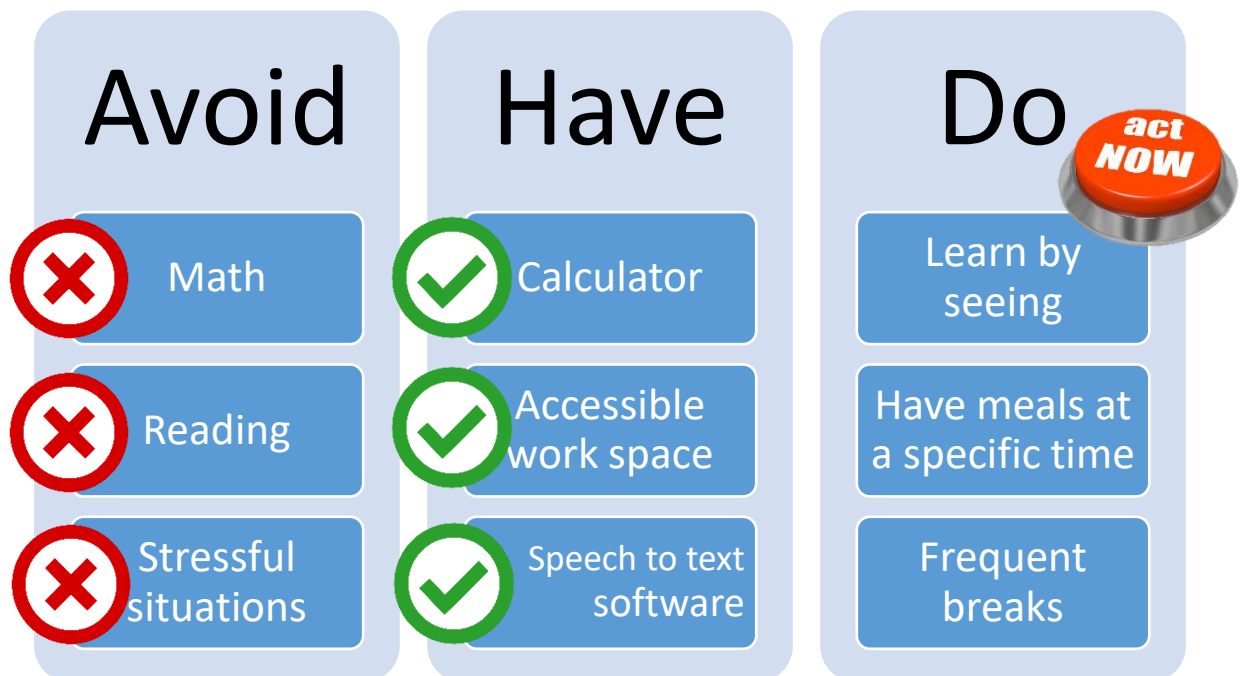 Avoid
Math
Reading
Stressful
situations
Have
Calculator
Accessible
work space
Speech to text
software
Do
act
NOW
Learn by
seeing
Have meals at
a specific time
Frequent
breaks